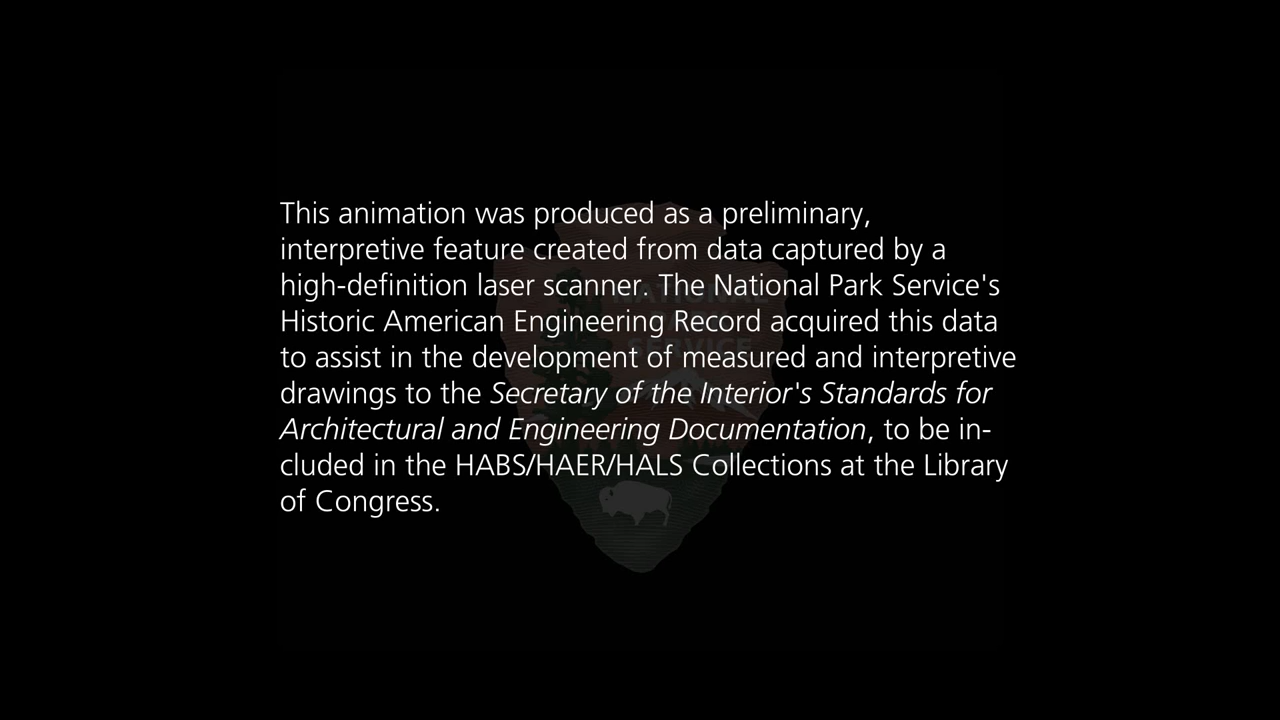 This animation was produced as a preliminary,
interpretive feature created from data captured by a
high-definition laser scanner. The National Park Service's
Historic American Engineering Record acquired this data
to assist in the development of measured and interpretive
drawings to the Secretary of the Interior's Standards for
Architectural and Engineering Documentation, to be in-
cluded in the HABS/HAER/HALS Collections at the Library
of Congress.
NATIONAL
PARK
SERVICE